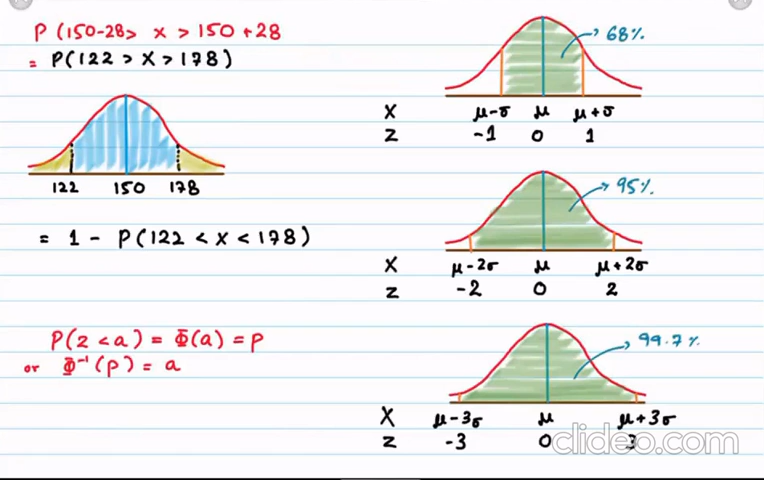 P (150-28> x > 150 + 28
= P(122 > x > 178)
122 150 178
= 1 - P(122 < x < 178)
P(z < a) = Φ(a) = p
or Φ⁻¹(p) = a
68%
X μ-σ μ μ+σ
Z -1 0 1
95%
X μ-2σ μ μ+2σ
Z -2 0 2
99.7%
X μ-3σ μ μ+3σ
Z -3 0 3
clideo.com